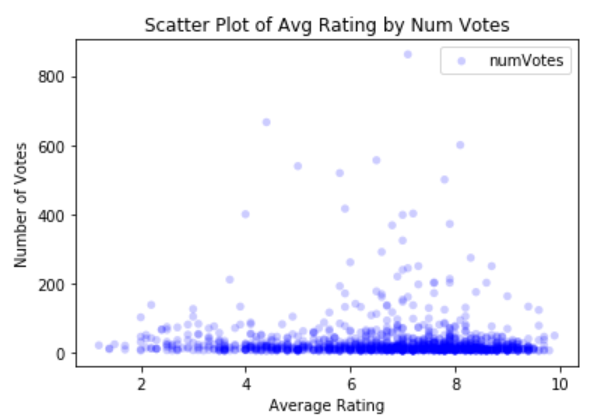 Scatter Plot of Avg Rating by Num Votes
numVotes
Number of Votes
800
600
400
200
0
2 4 6 8 10
Average Rating